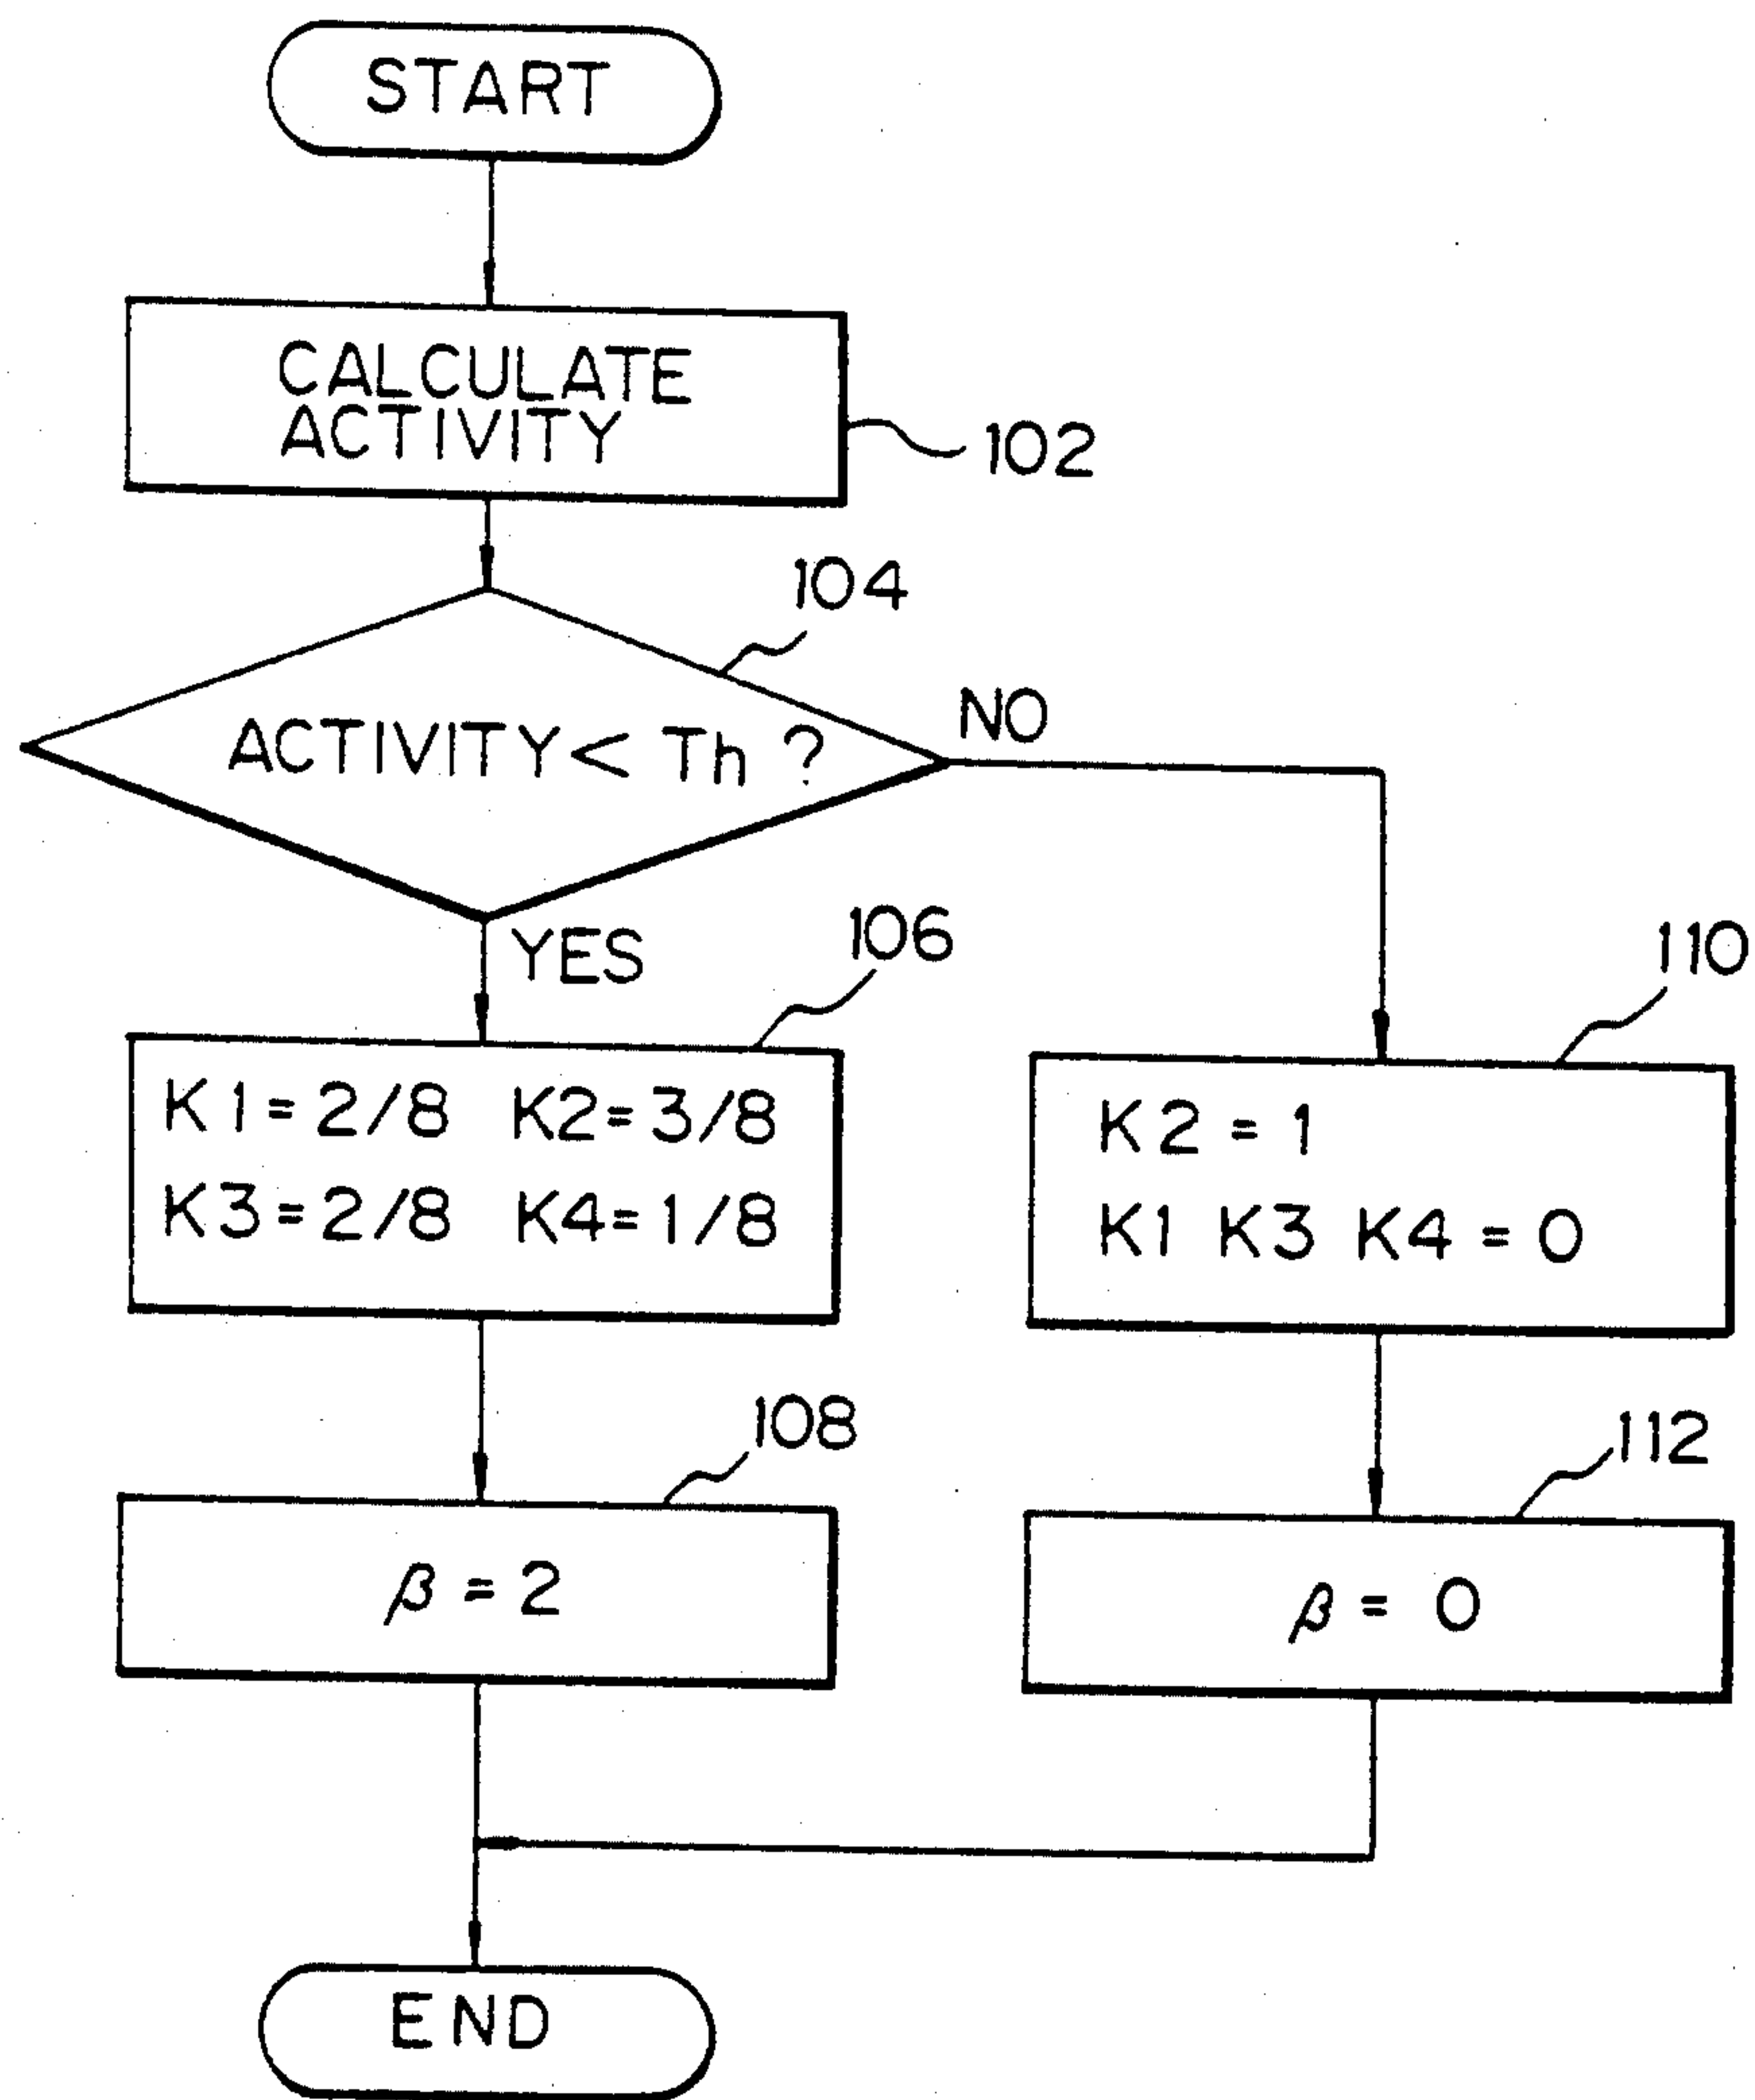 START
CALCULATE
ACTIVITY
102
104
ACTIVITY < Th ?
NO
YES
106
K1 = 2/8 K2 = 3/8
K3 = 2/8 K4 = 1/8
110
K2 = 1
K1 K3 K4 = 0
108
β = 2
112
β = 0
END